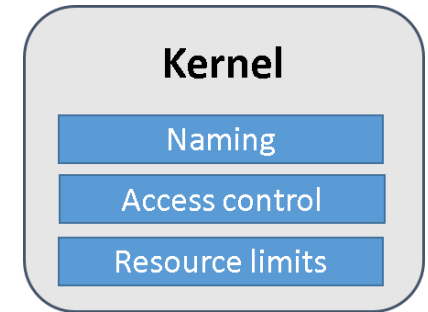 Kernel
Naming
Access control
Resource limits